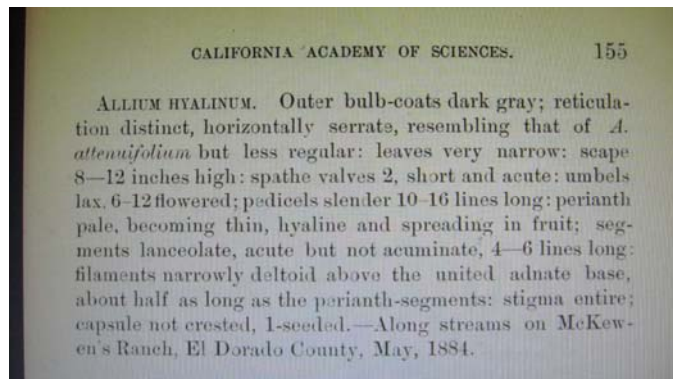 CALIFORNIA ACADEMY OF SCIENCES. 155
ALLIUM HYALINUM. Outer bulb-coats dark gray; reticula-
tion distinct, horizontally serrate, resembling that of A.
attenuifolium but less regular: leaves very narrow: scape
8—12 inches high: spathe valves 2, short and acute: umbels
lax, 6-12 flowered; pedicels slender 10-16 lines long: perianth
pale, becoming thin, hyaline and spreading in fruit; seg-
ments lanceolate, acute but not acuminate, 4—6 lines long:
filaments narrowly deltoid above the united adnate base,
about half as long as the perianth-segments: stigma entire;
capsule not crested, 1-seeded.—Along streams on McKew-
en's Ranch, El Dorado County, May, 1884.